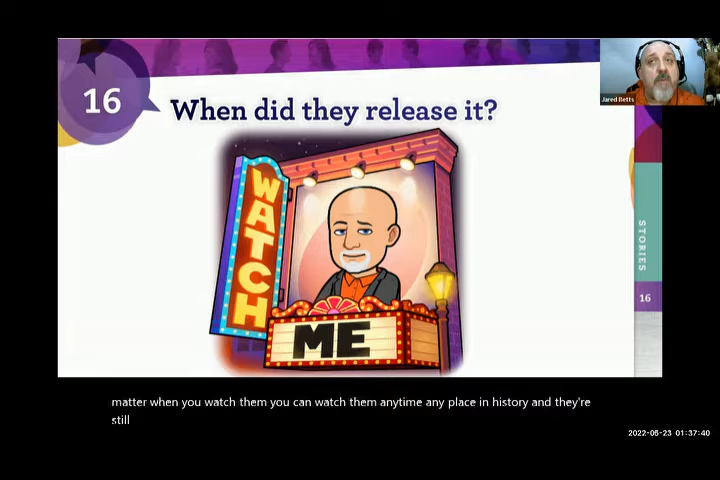 16
When did they release it?
Jared Betts
WATCH
ME
STORIES
16
matter when you watch them you can watch them anytime any place in history and they're
still
2022-06-23 01:37:40